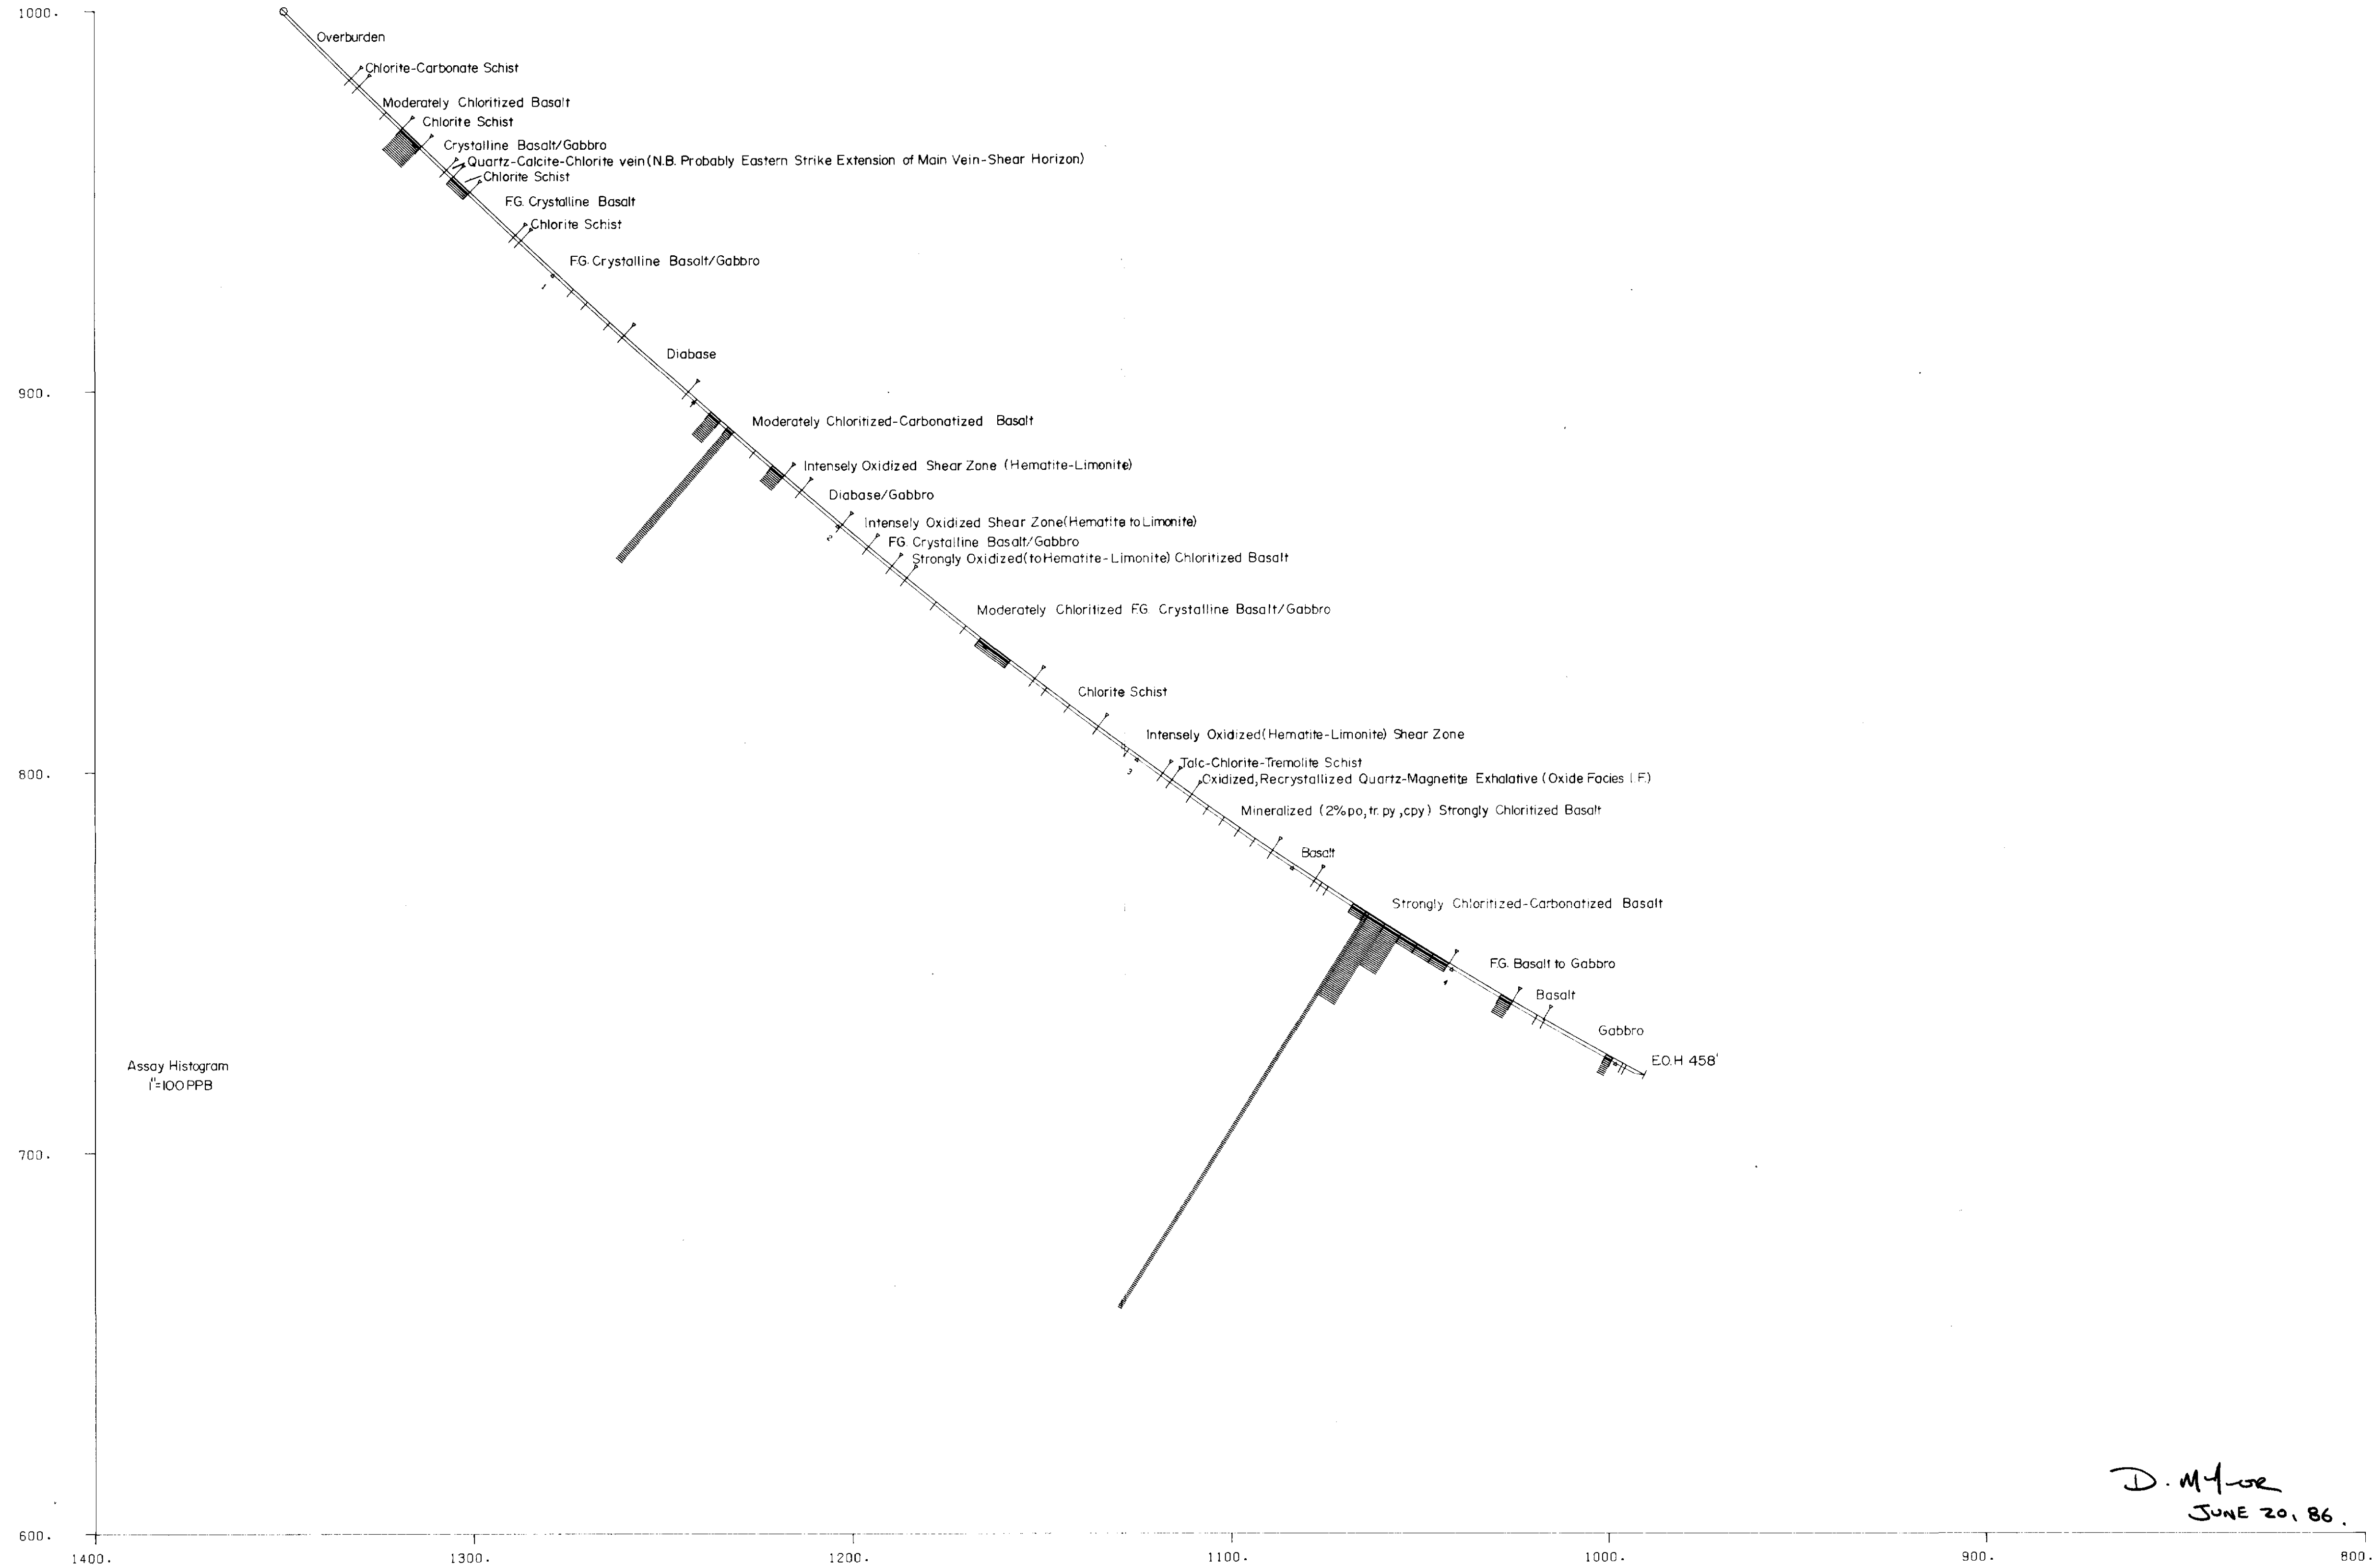 1000.
Overburden
Chlorite-Carbonate Schist
Moderately Chloritized Basalt
Chlorite Schist
Crystalline Basalt/Gabbro
Quartz-Calcite-Chlorite vein (N.B. Probably Eastern Strike Extension of Main Vein-Shear Horizon)
Chlorite Schist
F.G. Crystalline Basalt
Chlorite Schist
F.G. Crystalline Basalt/Gabbro
1
Diabase
900.
Moderately Chloritized-Carbonatized Basalt
Intensely Oxidized Shear Zone (Hematite-Limonite)
Diabase/Gabbro
Intensely Oxidized Shear Zone (Hematite to Limonite)
2
F.G. Crystalline Basalt/Gabbro
Strongly Oxidized (to Hematite-Limonite) Chloritized Basalt
Moderately Chloritized F.G. Crystalline Basalt/Gabbro
Chlorite Schist
Intensely Oxidized (Hematite-Limonite) Shear Zone
Talc-Chlorite-Tremolite Schist
3
800.
Oxidized, Recrystallized Quartz-Magnetite Exhalative (Oxide Facies I.F.)
Mineralized (2% po, tr. py, cpy) Strongly Chloritized Basalt
Basalt
Strongly Chloritized-Carbonatized Basalt
F.G. Basalt to Gabbro
4
Basalt
Gabbro
E.O.H 458'
Assay Histogram
1"=100 PPB
700.
JUNE 20, 86.
600.
1400. 1300. 1200. 1100. 1000. 900. 800.